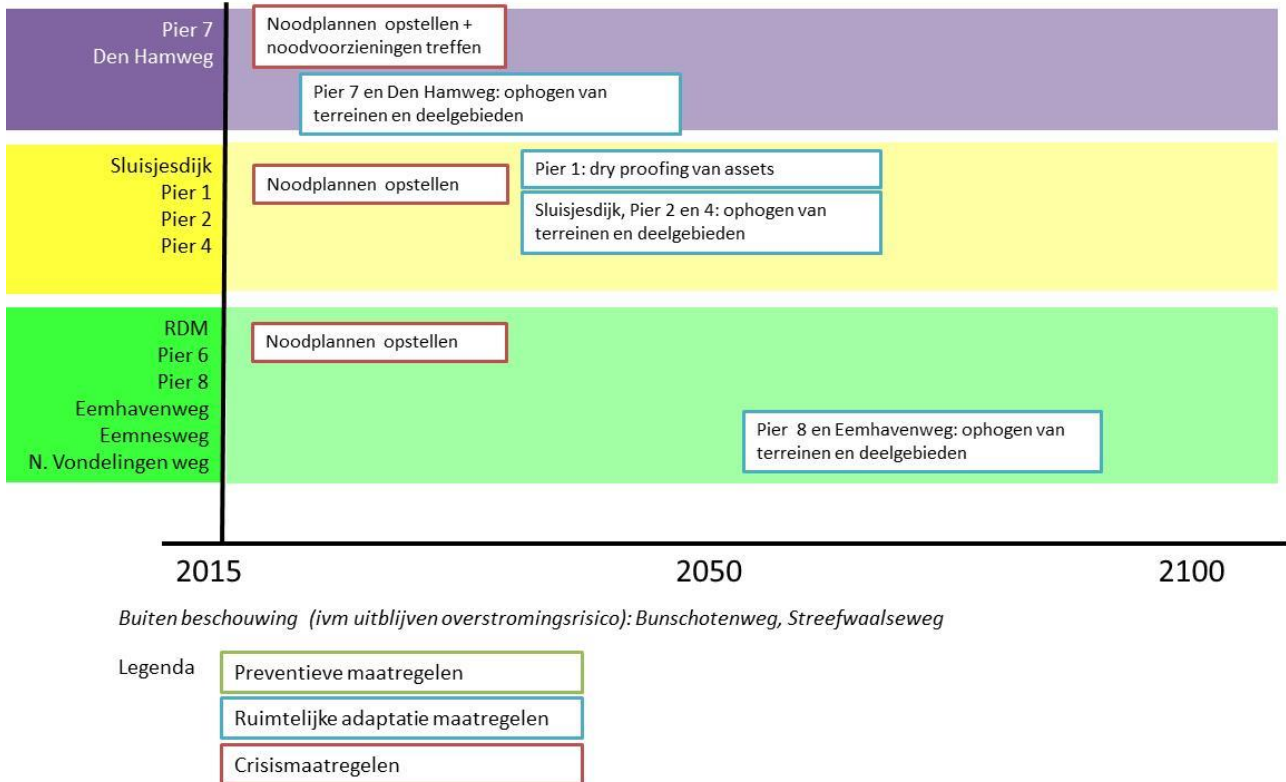 Pier 7
Den Hamweg
Noodplannen opstellen +
noodvoorzieningen treffen
Pier 7 en Den Hamweg: ophogen van
terreinen en deelgebieden
Sluisjesdijk
Pier 1
Pier 2
Pier 4
Noodplannen opstellen
Pier 1: dry proofing van assets
Sluisjesdijk, Pier 2 en 4: ophogen van
terreinen en deelgebieden
RDM
Pier 6
Pier 8
Eemhavenweg
Eemnesweg
N. Vondelingen weg
Noodplannen opstellen
Pier 8 en Eemhavenweg: ophogen van
terreinen en deelgebieden
2015
2050
2100
Buiten beschouwing (ivm uitblijven overstromingsrisico): Bunschotenweg, Streefwaalseweg
Legenda
Preventieve maatregelen
Ruimtelijke adaptatie maatregelen
Crisismaatregelen